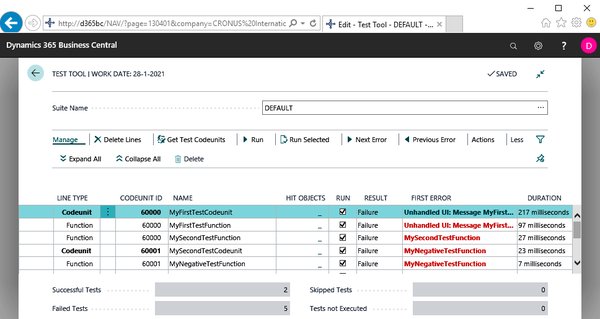 http://d365bc/NAV/?page=130401&company=CRONUS%20Internatic
Edit - Test Tool - DEFAULT - ...
Dynamics 365 Business Central
?
D
TEST TOOL | WORK DATE: 28-1-2021
SAVED
Suite Name
DEFAULT
...
Manage Delete Lines Get Test Codeunits Run Run Selected Next Error Previous Error Actions Less
Expand All Collapse All Delete
LINE TYPE CODEUNIT ID NAME HIT OBJECTS RUN RESULT FIRST ERROR DURATION
Codeunit 60000 MyFirstTestCodeunit _ Failure Unhandled UI: Message MyFirst... 217 milliseconds
Function 60000 MyFirstTestFunction _ Failure Unhandled UI: Message MyFirst... 97 milliseconds
Function 60000 MySecondTestFunction _ Failure MySecondTestFunction 27 milliseconds
Codeunit 60001 MySecondTestCodeunit _ Failure MyNegativeTestFunction 23 milliseconds
Function 60001 MyNegativeTestFunction _ Failure MyNegativeTestFunction 7 milliseconds
Successful Tests 2 Skipped Tests 0
Failed Tests 5 Tests not Executed 0